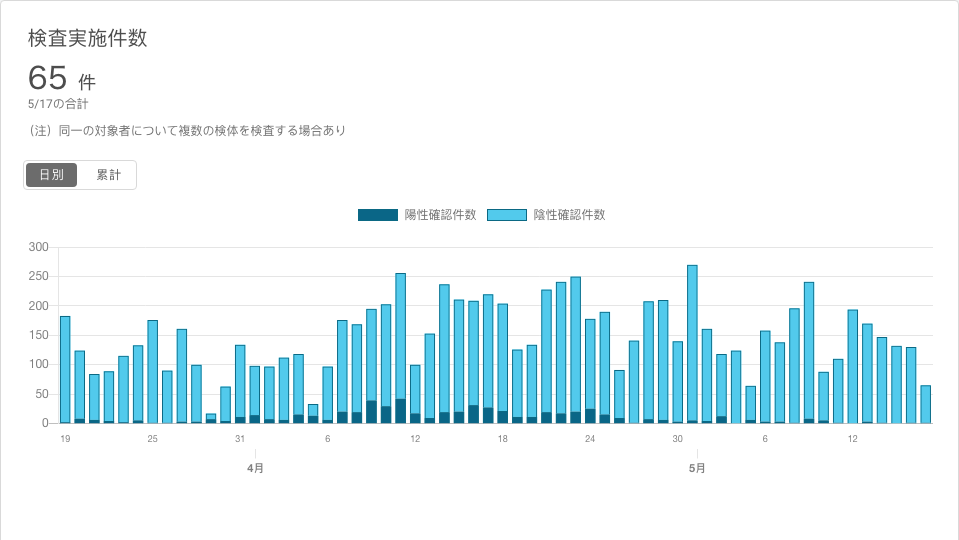 検査実施件数
65 件
5/17の合計
（注）同一の対象者について複数の検体を検査する場合あり
日別 累計
陽性確認件数 陰性確認件数
300
250
200
150
100
50
0
19 25 31 6 12 18 24 30 6 12
4月 5月